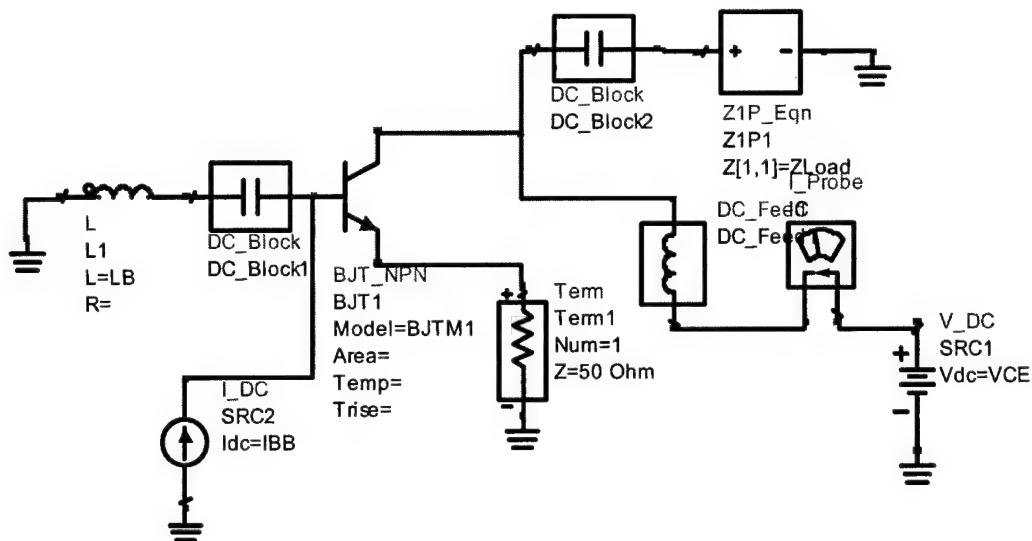 DC_Block
DC_Block2
+
-
Z1P_Eqn
Z1P1
Z[1,1]=ZLoad
I_Probe
DC_Feed
DC_Feed
L
L1
L=LB
R=
DC_Block
DC_Block1
BJT_NPN
BJT1
Model=BJTM1
Area=
Temp=
Trise=
+
-
Term
Term1
Num=1
Z=50 Ohm
I_DC
SRC2
Idc=IBB
+
-
V_DC
SRC1
Vdc=VCE